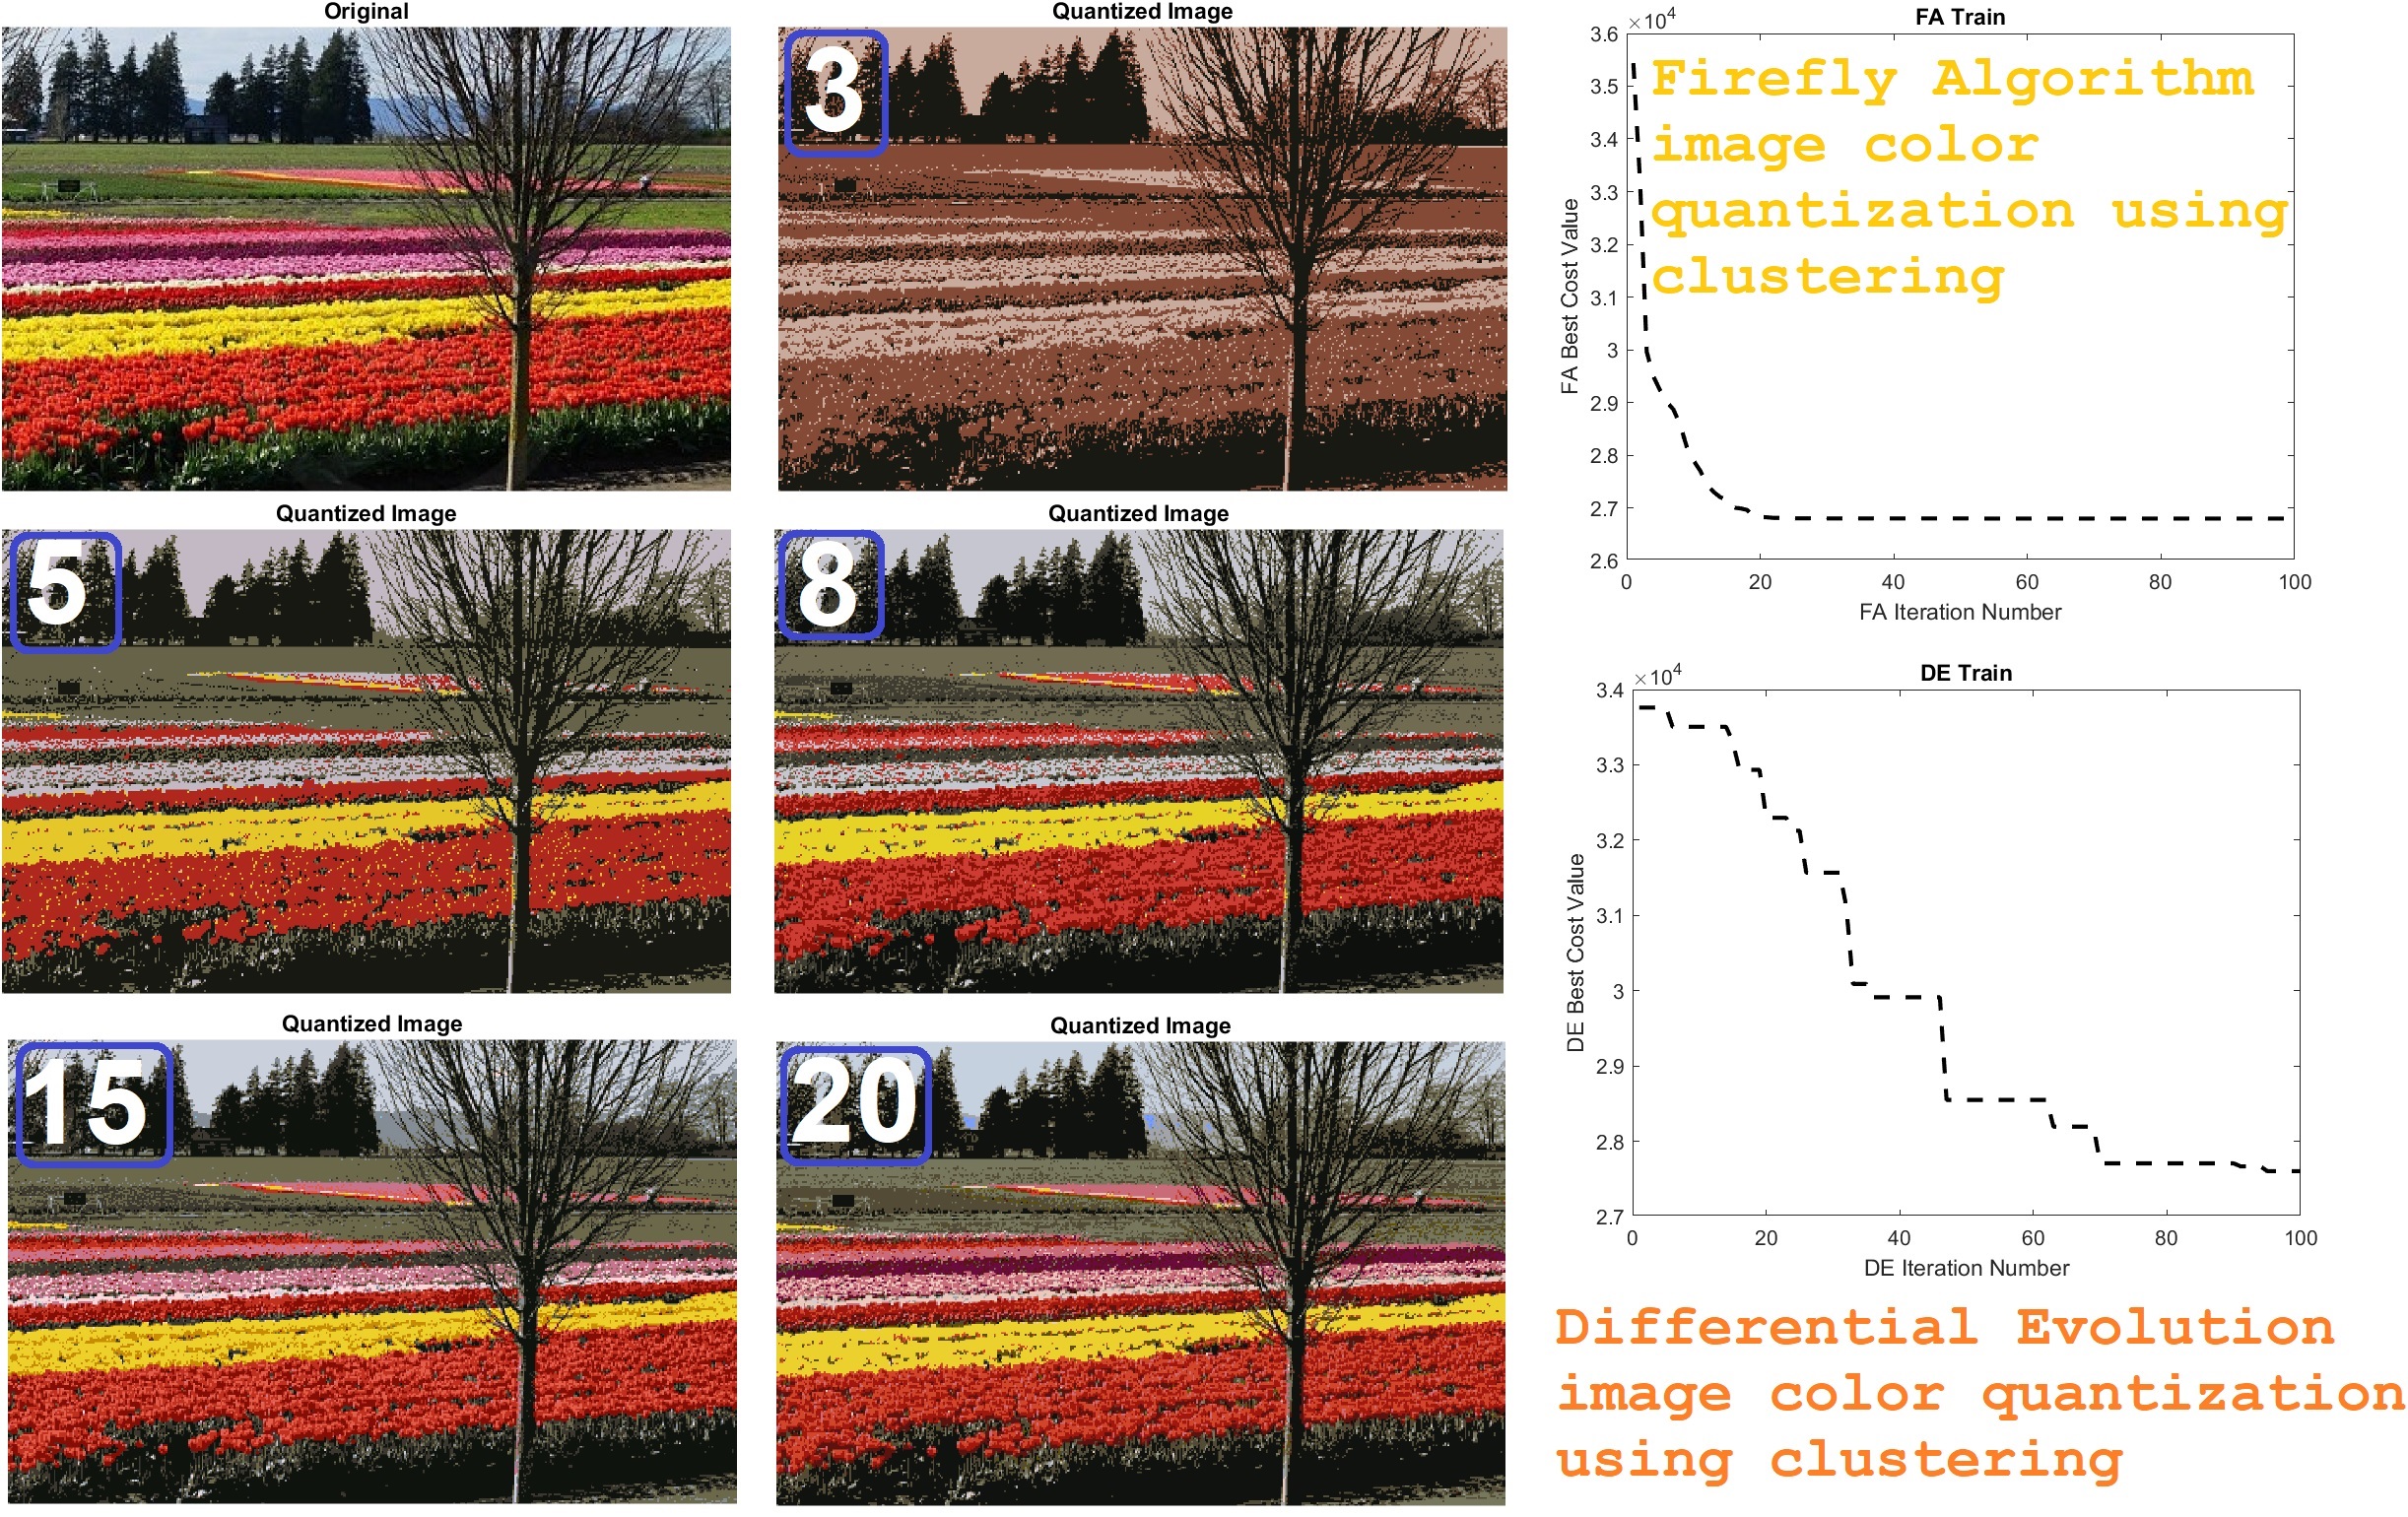 Original
Quantized Image
3
Quantized Image
5
Quantized Image
8
Quantized Image
15
Quantized Image
20
FA Train
×10⁴
3.6
3.5
3.4
3.3
3.2
3.1
3
2.9
2.8
2.7
2.6
0 20 40 60 80 100
FA Best Cost Value
FA Iteration Number
Firefly Algorithm
image color
quantization using
clustering
DE Train
×10⁴
3.4
3.3
3.2
3.1
3
2.9
2.8
2.7
0 20 40 60 80 100
DE Best Cost Value
DE Iteration Number
Differential Evolution
image color quantization
using clustering